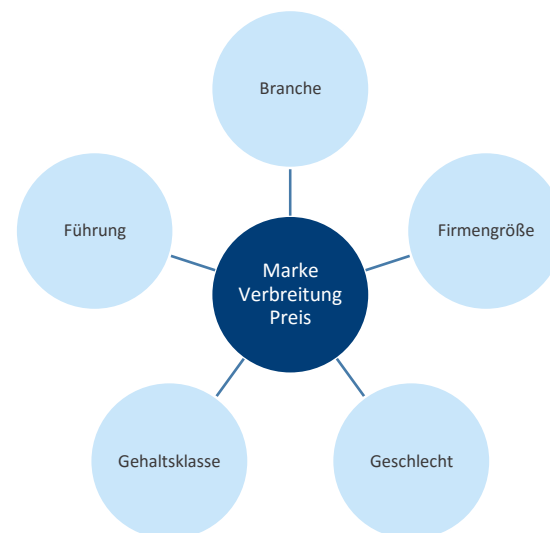 Branche
Führung
Firmengröße
Marke
Verbreitung
Preis
Gehaltsklasse
Geschlecht